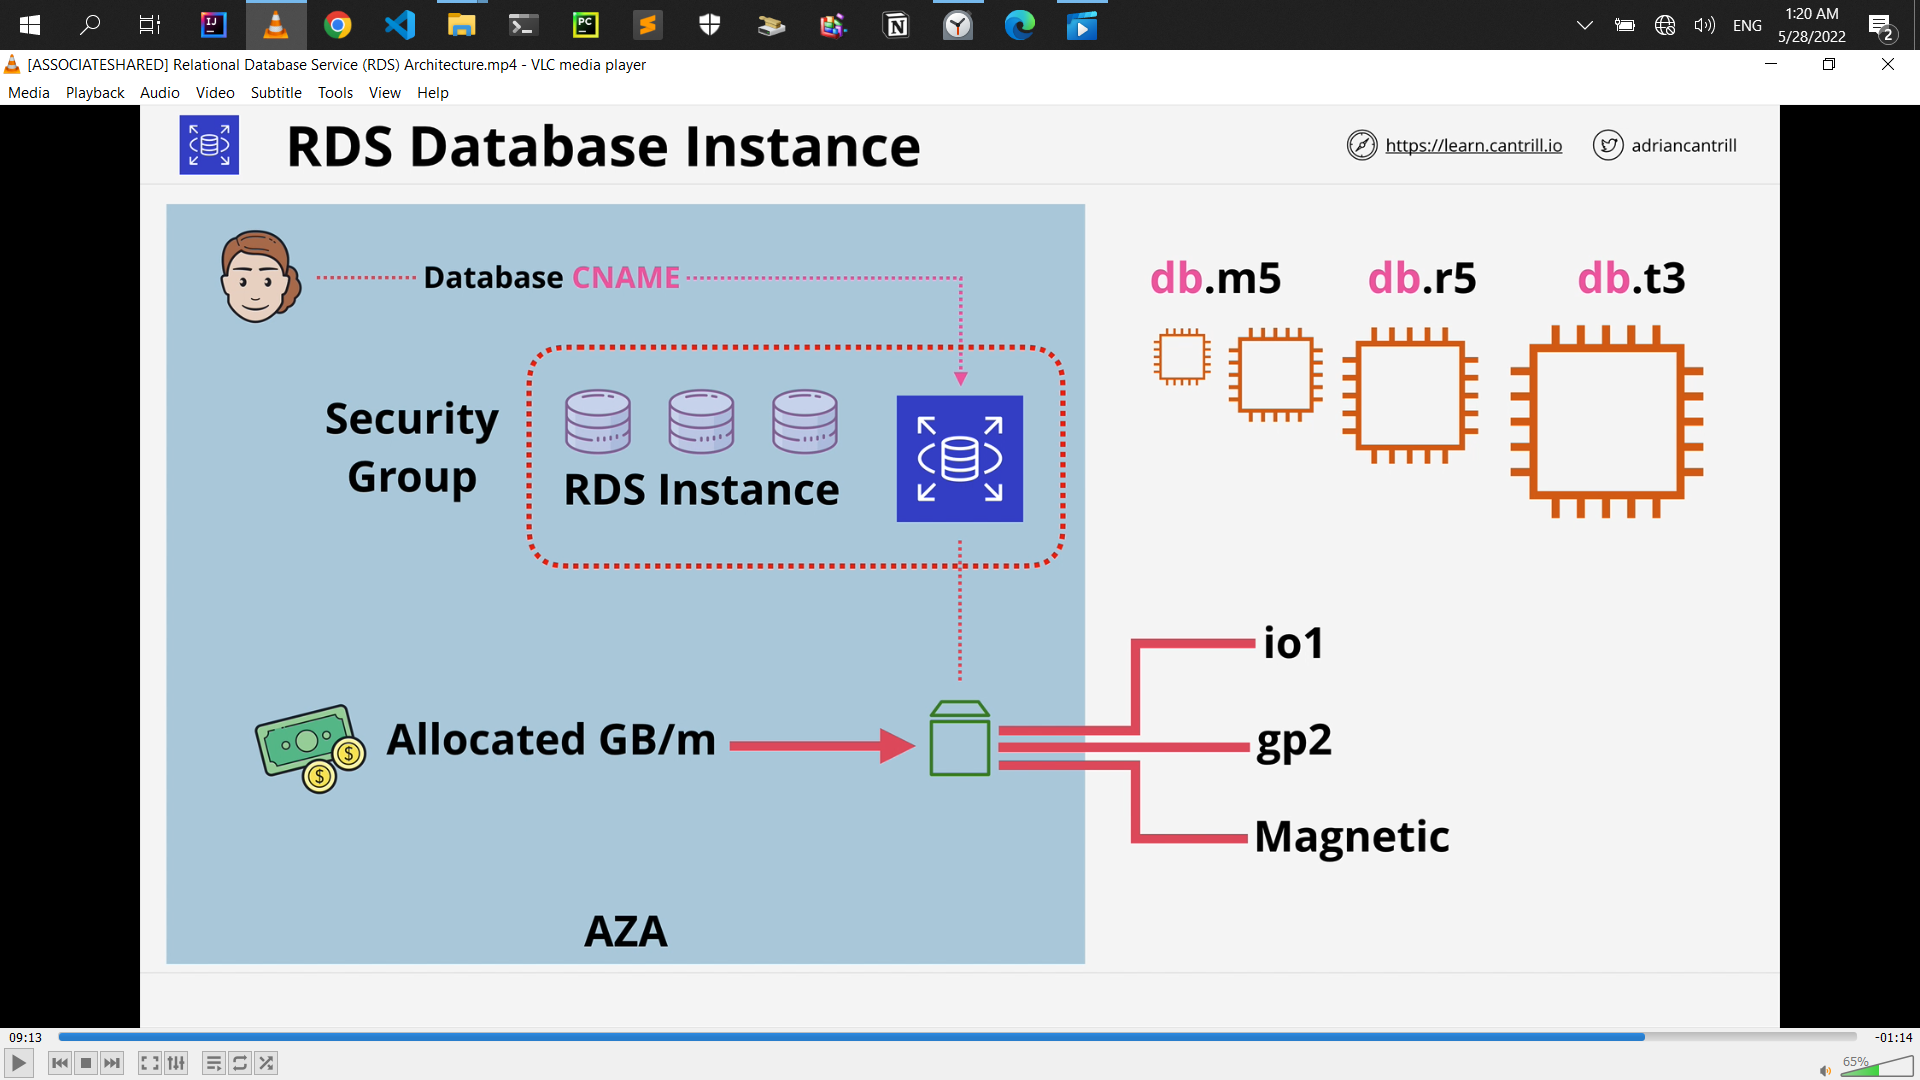 1:20 AM
ENG
5/28/2022
2
[ASSOCIATESHARED] Relational Database Service (RDS) Architecture.mp4 - VLC media player
Media Playback Audio Video Subtitle Tools View Help
RDS Database Instance
https://learn.cantrill.io
adriancantrill
Database CNAME
db.m5 db.r5 db.t3
Security
Group
RDS Instance
io1
Allocated GB/m
gp2
Magnetic
AZA
09:13
-01:14
65%